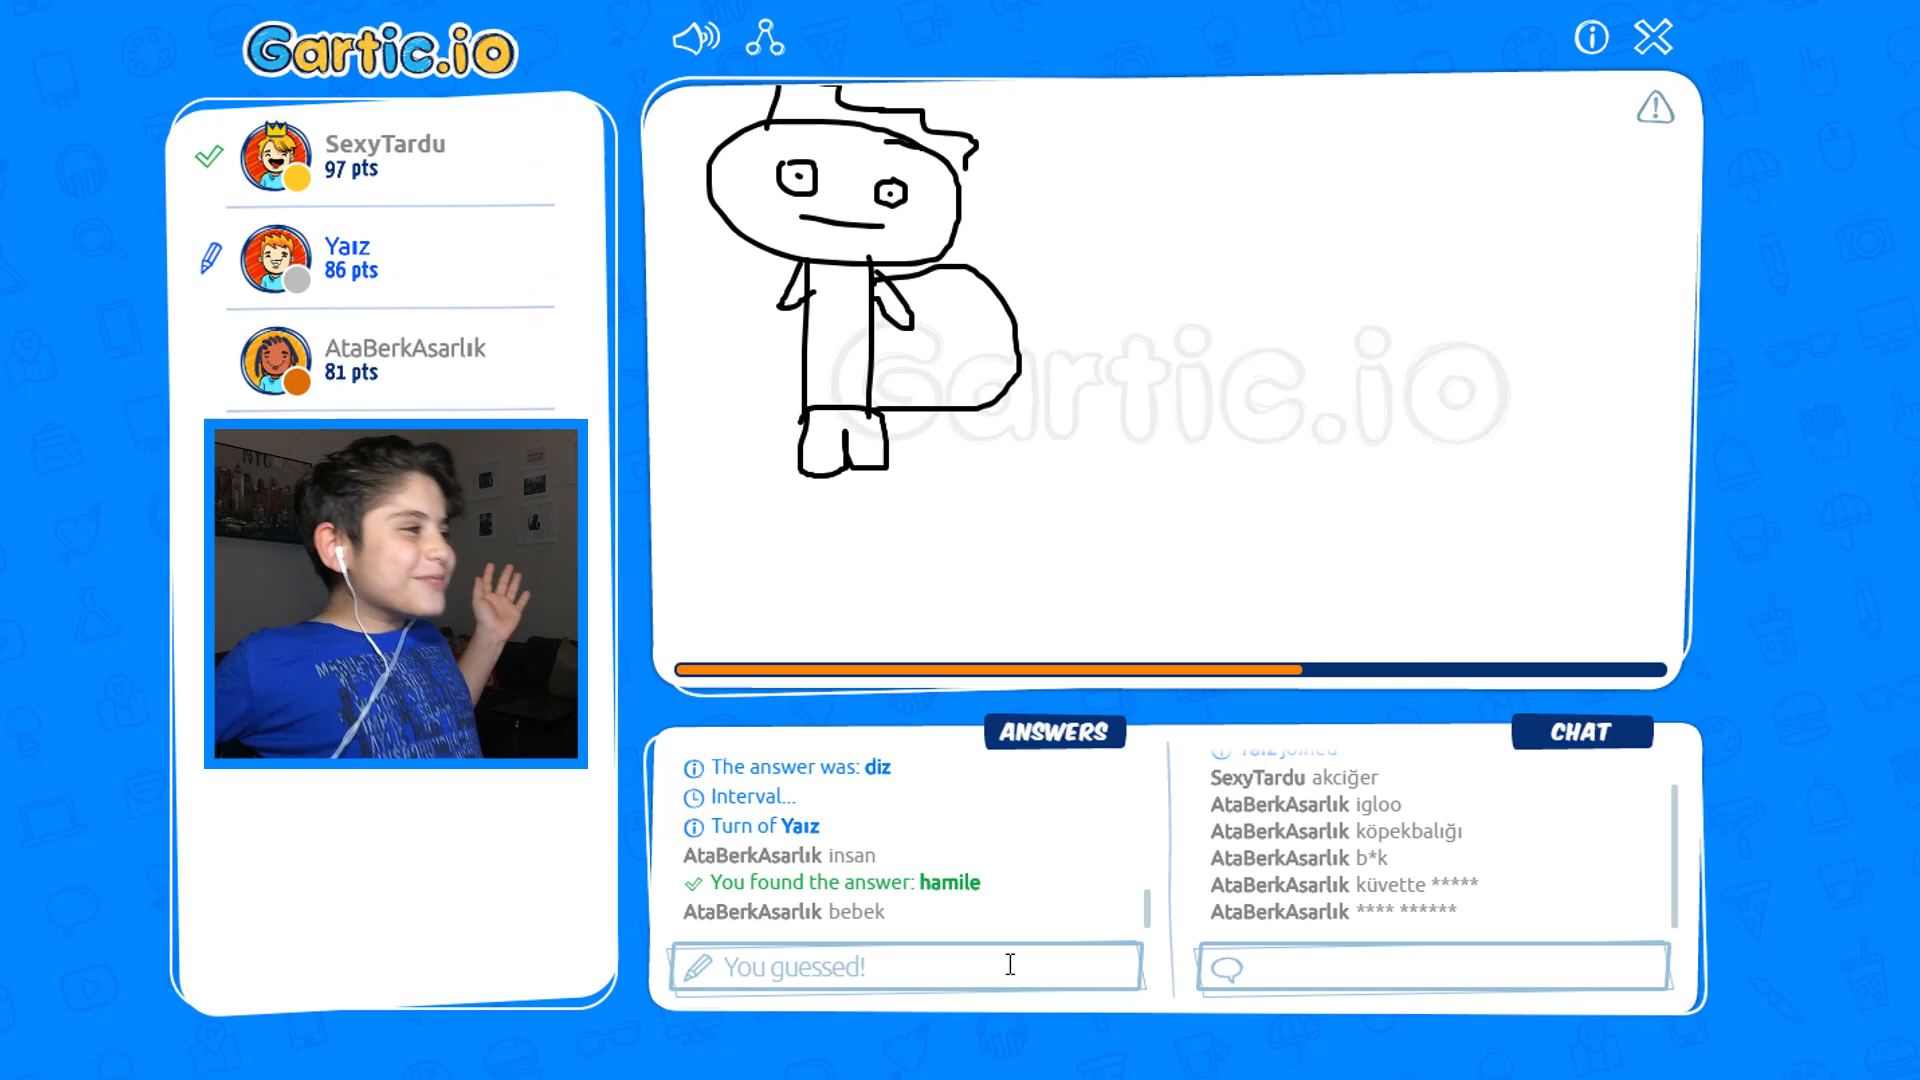 Gartic.io
SexyTardu
97 pts
Yaız
86 pts
AtaBerkAsarlık
81 pts
Gartic.io
ANSWERS
The answer was: diz
Interval...
Turn of Yaız
AtaBerkAsarlık insan
You found the answer: hamile
AtaBerkAsarlık bebek
You guessed!
CHAT
Yaız joined
SexyTardu akciğer
AtaBerkAsarlık igloo
AtaBerkAsarlık köpekbalığı
AtaBerkAsarlık b*k
AtaBerkAsarlık küvette *****
AtaBerkAsarlık **** ******